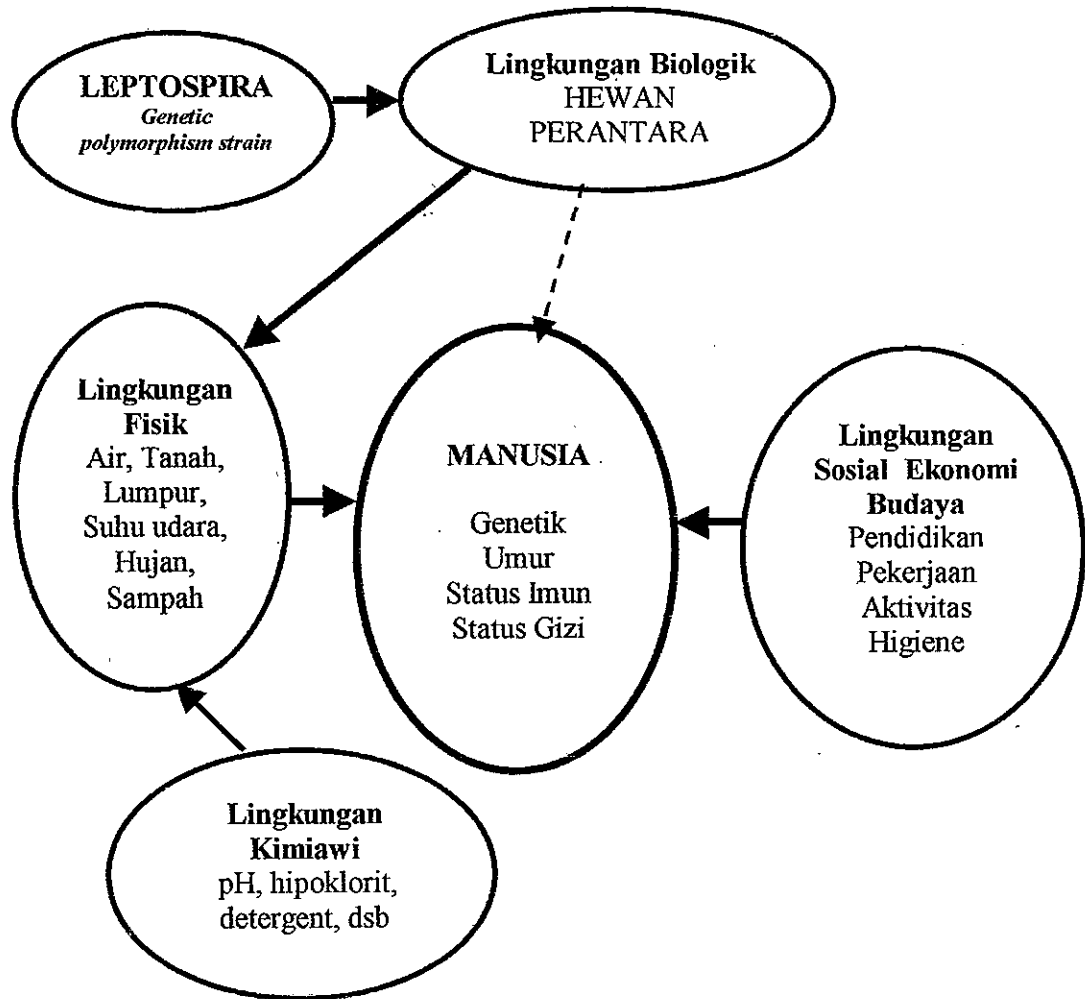 LEPTOSPIRA
Genetic
polymorphism strain
Lingkungan Biologik
HEWAN
PERANTARA
Lingkungan
Fisik
Air, Tanah,
Lumpur,
Suhu udara,
Hujan,
Sampah
MANUSIA
Genetik
Umur
Status Imun
Status Gizi
Lingkungan
Sosial Ekonomi
Budaya
Pendidikan
Pekerjaan
Aktivitas
Higiene
Lingkungan
Kimiawi
pH, hipoklorit,
detergent, dsb